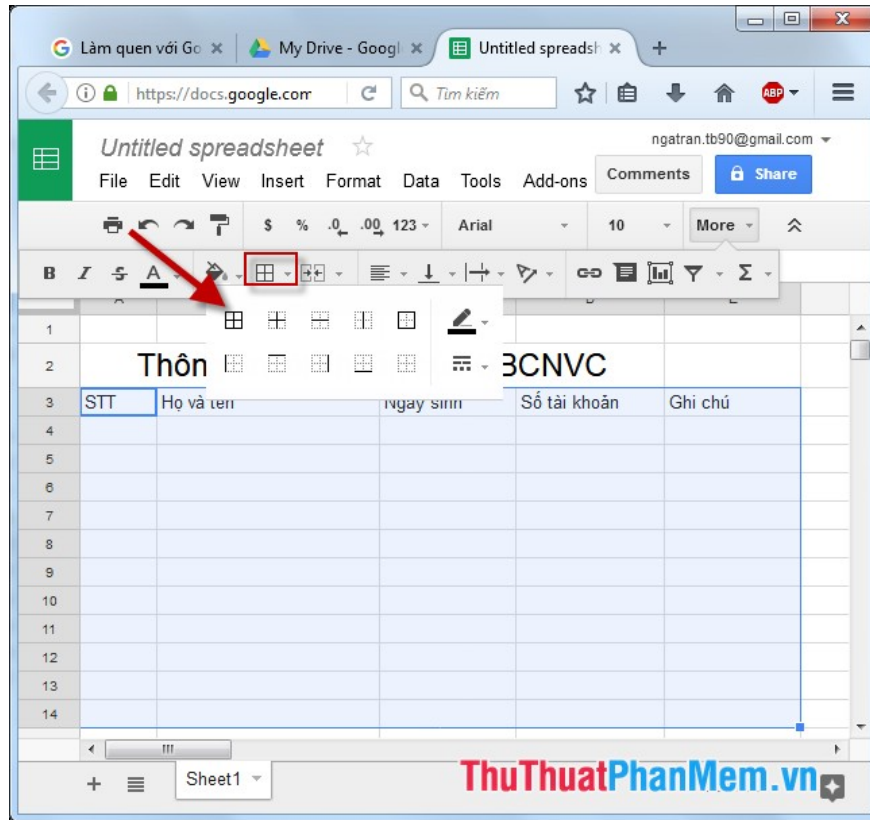 Làm quen với Go
My Drive - Googl
Untitled spreadsh
https://docs.google.com
Tìm kiếm
ABP
Untitled spreadsheet
ngatran.tb90@gmail.com
File Edit View Insert Format Data Tools Add-ons
Comments
Share
$ % .0 .00 123 Arial 10 More
B I S A Σ
1
2 Thôn BCNVC
3 STT Họ và tên Ngày sinh Số tài khoản Ghi chú
4
5
6
7
8
9
10
11
12
13
14
Sheet1
ThuThuatPhanMem.vn